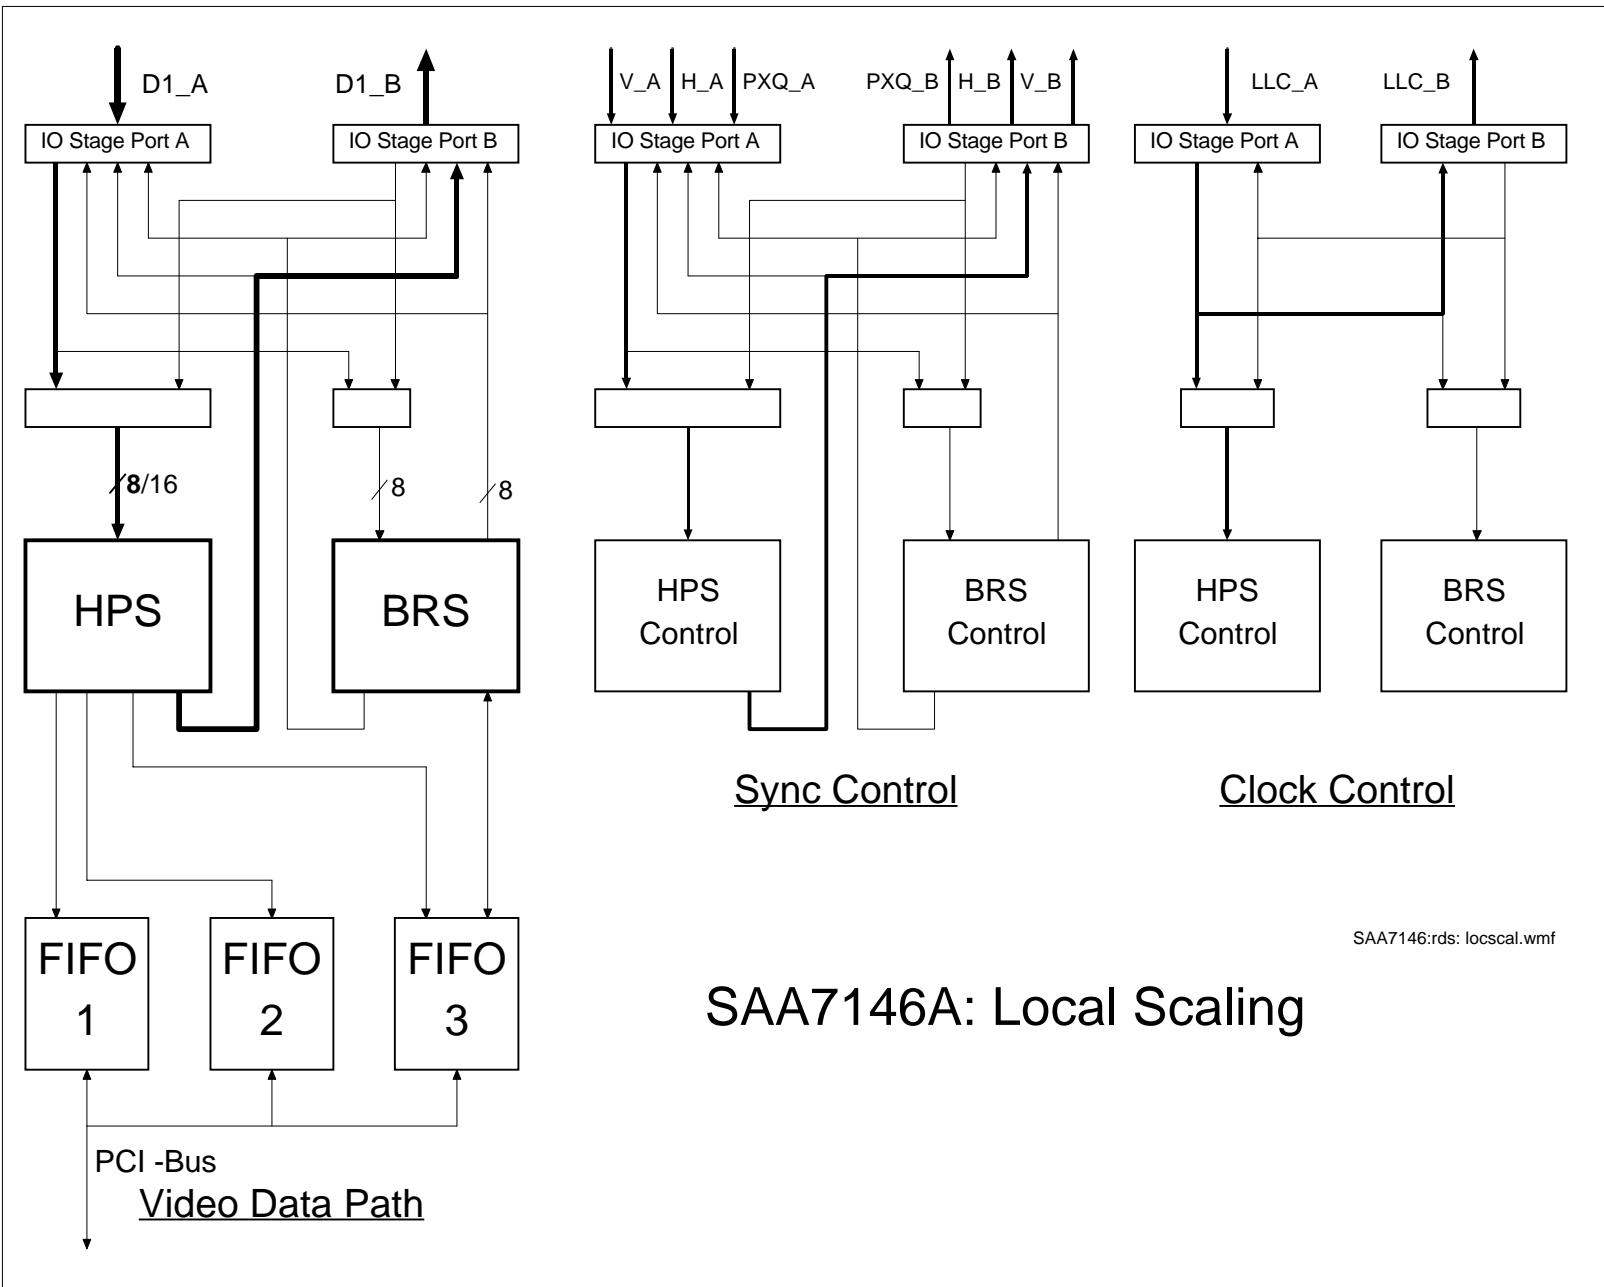 D1_A
D1_B
V_A
H_A
PXQ_A
PXQ_B
H_B
V_B
LLC_A
LLC_B
IO Stage Port A
IO Stage Port B
IO Stage Port A
IO Stage Port B
IO Stage Port A
IO Stage Port B
8/16
8
8
HPS
BRS
HPS
Control
BRS
Control
HPS
Control
BRS
Control
Sync Control
Clock Control
FIFO
1
FIFO
2
FIFO
3
SAA7146:rds: locscal.wmf
SAA7146A: Local Scaling
PCI -Bus
Video Data Path